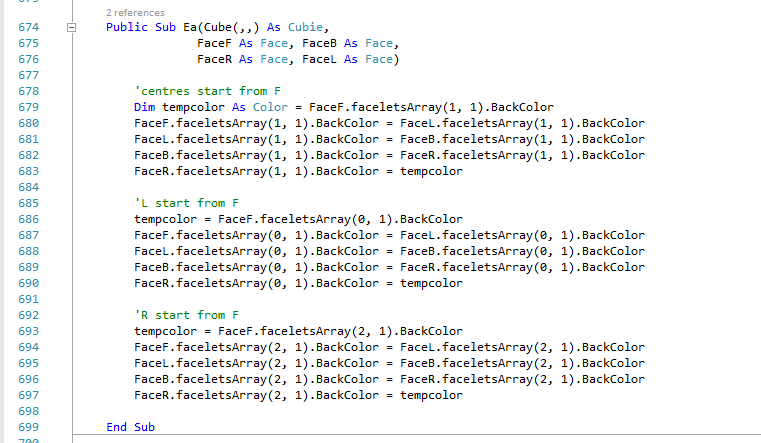 2 references
674 Public Sub Ea(Cube(,,) As Cubie,
675 FaceF As Face, FaceB As Face,
676 FaceR As Face, FaceL As Face)
677
678 'centres start from F
679 Dim tempcolor As Color = FaceF.faceletsArray(1, 1).BackColor
680 FaceF.faceletsArray(1, 1).BackColor = FaceL.faceletsArray(1, 1).BackColor
681 FaceL.faceletsArray(1, 1).BackColor = FaceB.faceletsArray(1, 1).BackColor
682 FaceB.faceletsArray(1, 1).BackColor = FaceR.faceletsArray(1, 1).BackColor
683 FaceR.faceletsArray(1, 1).BackColor = tempcolor
684
685 'L start from F
686 tempcolor = FaceF.faceletsArray(0, 1).BackColor
687 FaceF.faceletsArray(0, 1).BackColor = FaceL.faceletsArray(0, 1).BackColor
688 FaceL.faceletsArray(0, 1).BackColor = FaceB.faceletsArray(0, 1).BackColor
689 FaceB.faceletsArray(0, 1).BackColor = FaceR.faceletsArray(0, 1).BackColor
690 FaceR.faceletsArray(0, 1).BackColor = tempcolor
691
692 'R start from F
693 tempcolor = FaceF.faceletsArray(2, 1).BackColor
694 FaceF.faceletsArray(2, 1).BackColor = FaceL.faceletsArray(2, 1).BackColor
695 FaceL.faceletsArray(2, 1).BackColor = FaceB.faceletsArray(2, 1).BackColor
696 FaceB.faceletsArray(2, 1).BackColor = FaceR.faceletsArray(2, 1).BackColor
697 FaceR.faceletsArray(2, 1).BackColor = tempcolor
698
699 End Sub